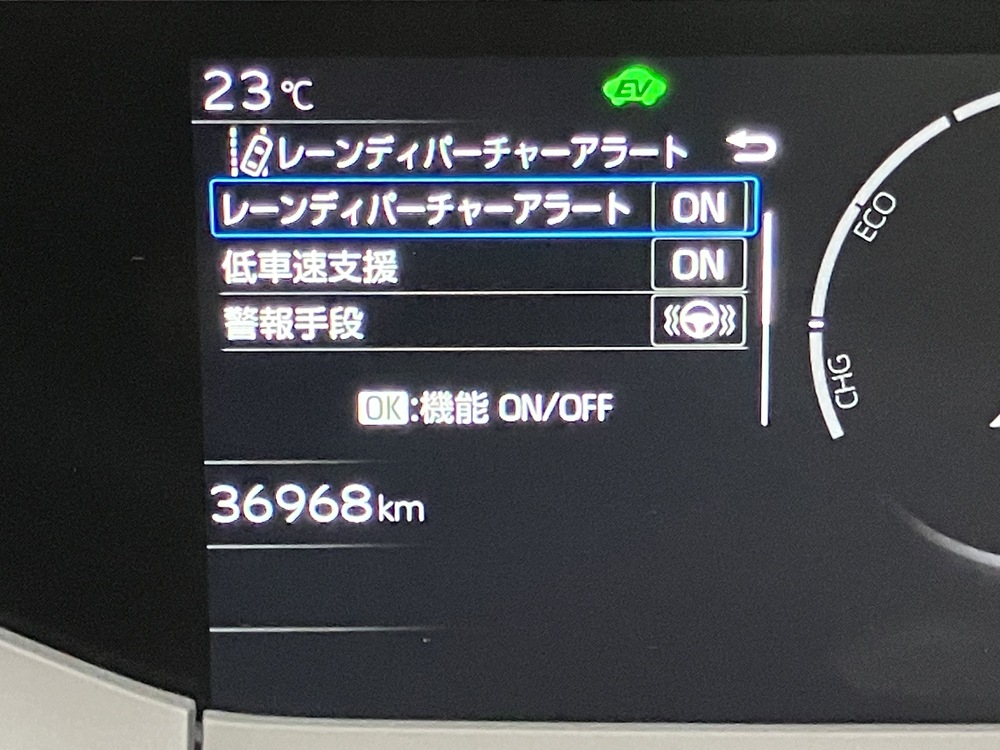 23℃
EV
レーンディパーチャーアラート
レーンディパーチャーアラート ON
低車速支援 ON
警報手段
OK:機能 ON/OFF
36968km
ECO
CHG